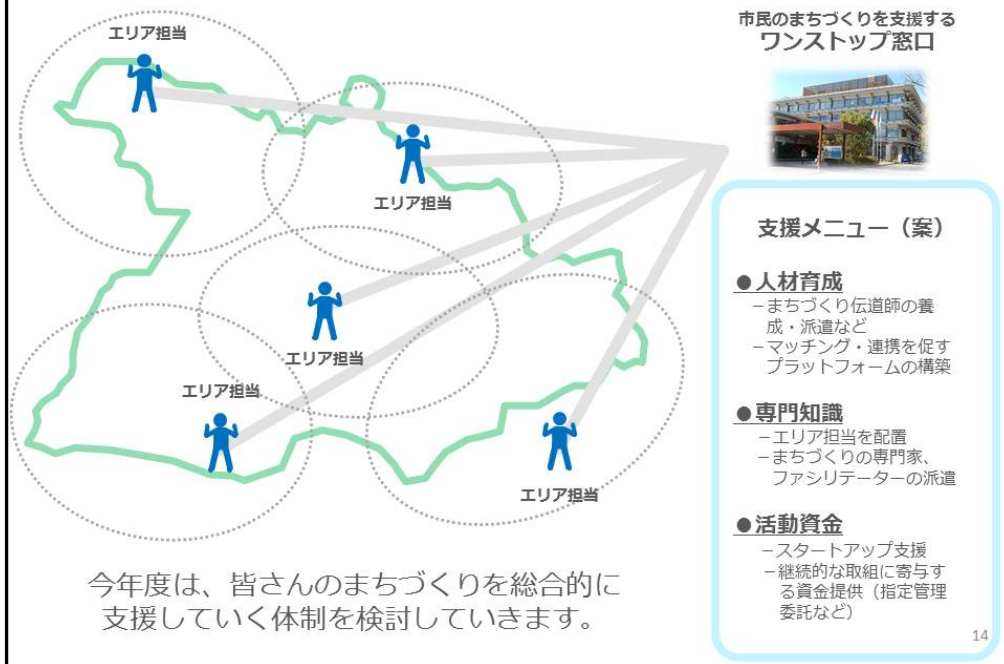 エリア担当
市民のまちづくりを支援する
ワンストップ窓口
エリア担当
エリア担当
エリア担当
エリア担当
支援メニュー（案）
●人材育成
－まちづくり伝道師の養
成・派遣など
－マッチング・連携を促す
プラットフォームの構築
●専門知識
－エリア担当を配置
－まちづくりの専門家、
ファシリテーターの派遣
●活動資金
－スタートアップ支援
－継続的な取組に寄与す
る資金提供（指定管理
委託など）
今年度は、皆さんのまちづくりを総合的に
支援していく体制を検討していきます。
14